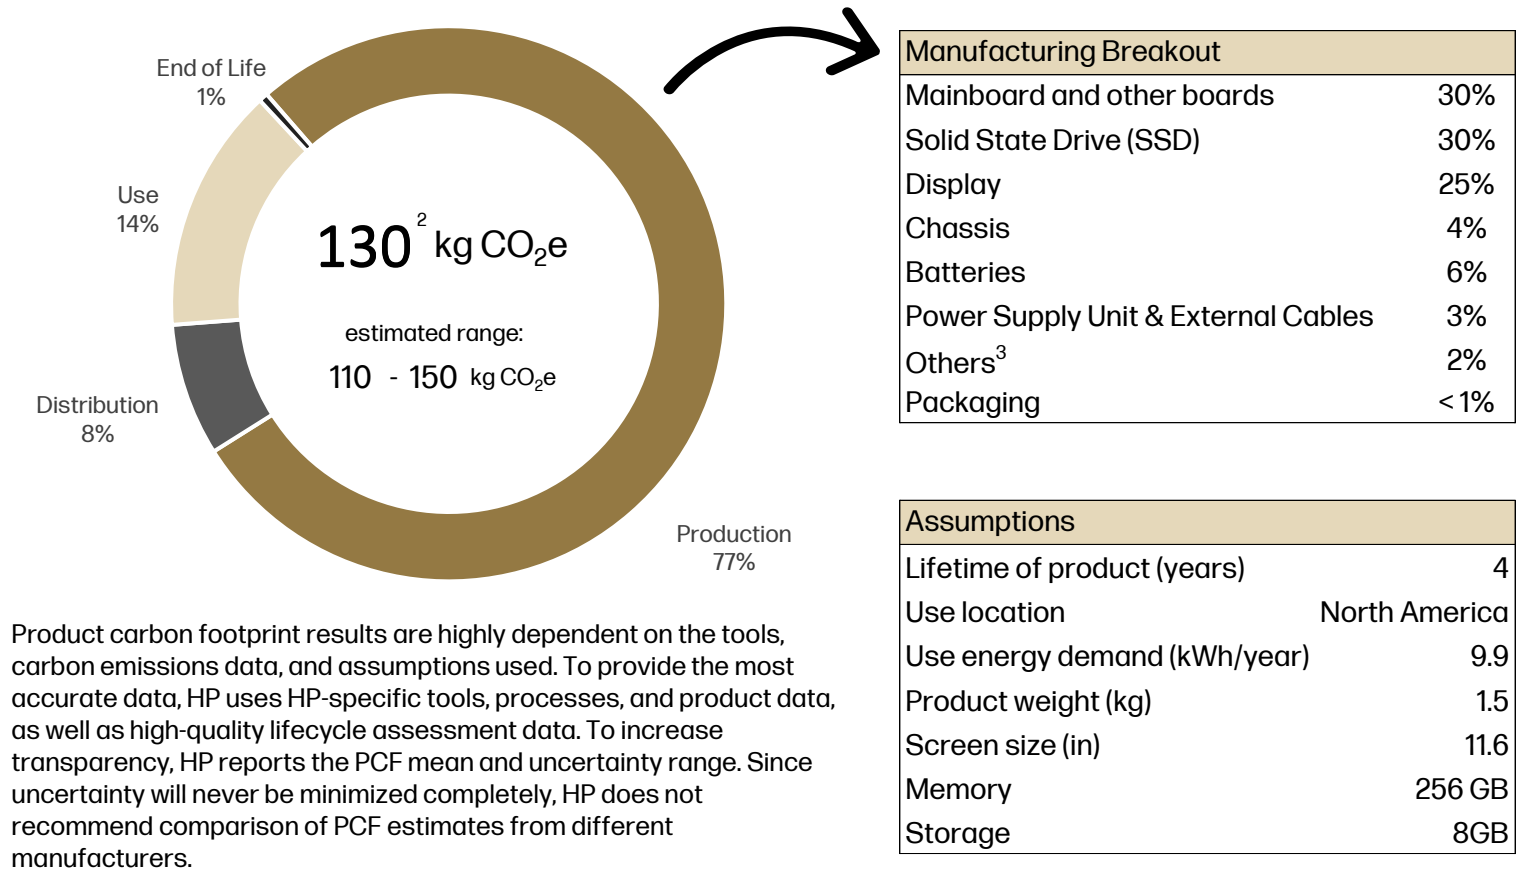 End of Life
1%
Use
14%
Distribution
8%
Production
77%
130² kg CO₂e
estimated range:
110 - 150 kg CO₂e
Manufacturing Breakout
Mainboard and other boards 30%
Solid State Drive (SSD) 30%
Display 25%
Chassis 4%
Batteries 6%
Power Supply Unit & External Cables 3%
Others³ 2%
Packaging < 1%
Assumptions
Lifetime of product (years) 4
Use location North America
Use energy demand (kWh/year) 9.9
Product weight (kg) 1.5
Screen size (in) 11.6
Memory 256 GB
Storage 8GB
Product carbon footprint results are highly dependent on the tools,
carbon emissions data, and assumptions used. To provide the most
accurate data, HP uses HP-specific tools, processes, and product data,
as well as high-quality lifecycle assessment data. To increase
transparency, HP reports the PCF mean and uncertainty range. Since
uncertainty will never be minimized completely, HP does not
recommend comparison of PCF estimates from different
manufacturers.